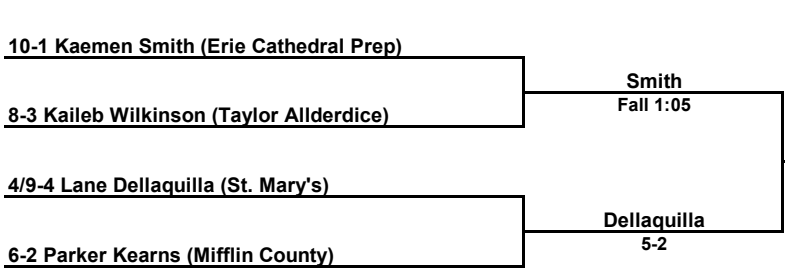 10-1 Kaemen Smith (Erie Cathedral Prep)
Smith
Fall 1:05
8-3 Kaileb Wilkinson (Taylor Allderdice)
4/9-4 Lane Dellaquilla (St. Mary's)
Dellaquilla
5-2
6-2 Parker Kearns (Mifflin County)